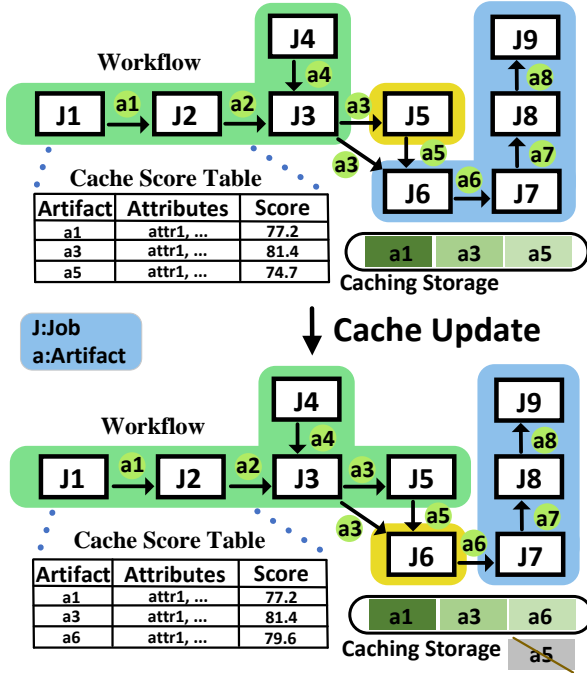 J4
J9
Workflow
a4
a8
J1
a1
J2
a2
J3
a3
J5
J8
a3
a5
a7
J6
a6
J7
Cache Score Table
Artifact Attributes Score
a1 attr1, ... 77.2
a3 attr1, ... 81.4
a5 attr1, ... 74.7
a1 a3 a5
Caching Storage
J:Job
a:Artifact
Cache Update
J4
J9
Workflow
a4
a8
J1
a1
J2
a2
J3
a3
J5
J8
a3
a5
a7
J6
a6
J7
Cache Score Table
Artifact Attributes Score
a1 attr1, ... 77.2
a3 attr1, ... 81.4
a6 attr1, ... 79.6
a1 a3 a6
Caching Storage
a5